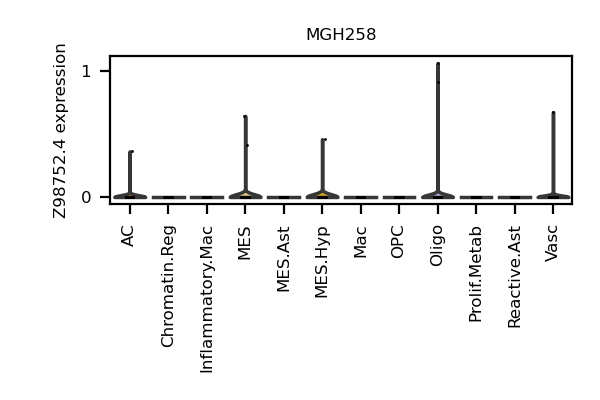 MGH258
Z98752.4 expression
1
0
AC
Chromatin.Reg
Inflammatory.Mac
MES
MES.Ast
MES.Hyp
Mac
OPC
Oligo
Prolif.Metab
Reactive.Ast
Vasc